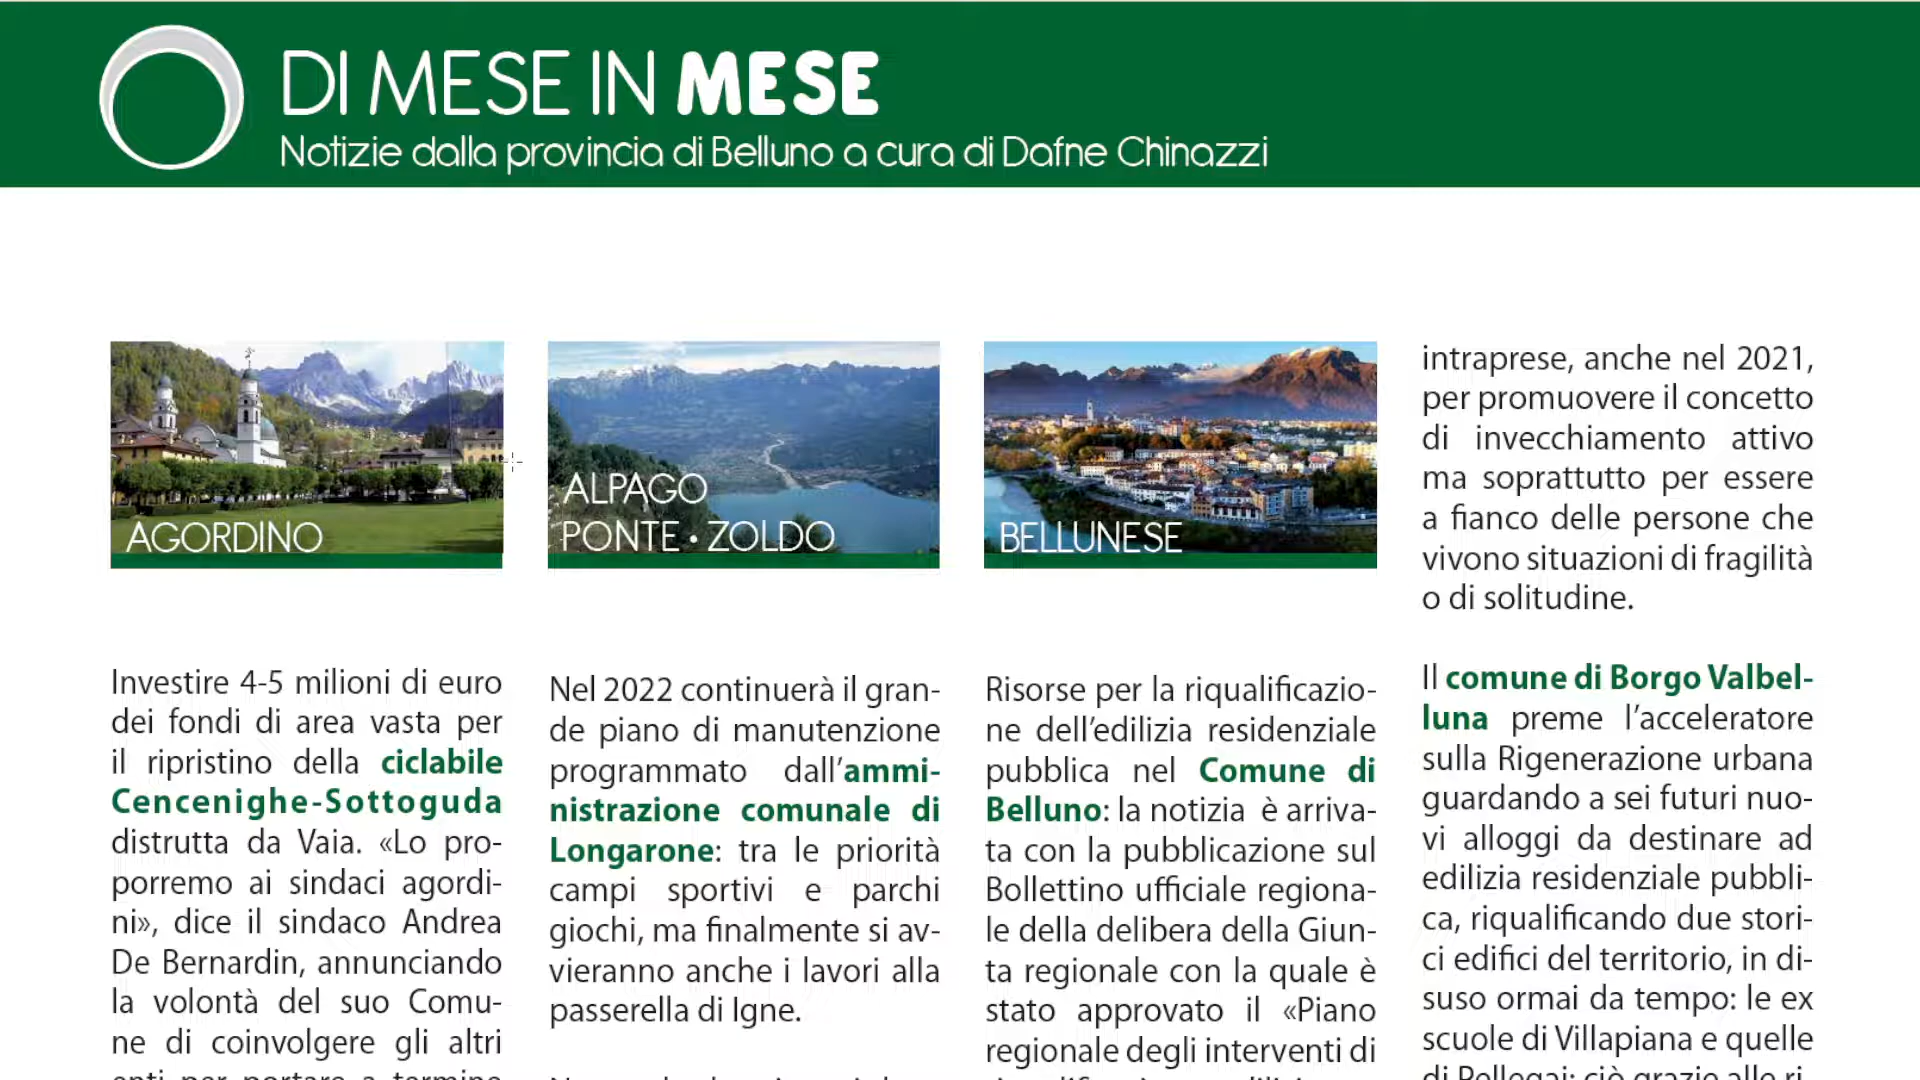 DI MESE IN MESE
Notizie dalla provincia di Belluno a cura di Dafne Chinazzi
AGORDINO
Investire 4-5 milioni di euro
dei fondi di area vasta per
il ripristino della ciclabile
Cencenighe-Sottoguda
distrutta da Vaia. «Lo pro-
porremo ai sindaci agordi-
ni», dice il sindaco Andrea
De Bernardin, annunciando
la volontà del suo Comu-
ne di coinvolgere gli altri
enti per portare a termine
ALPAGO
PONTE • ZOLDO
Nel 2022 continuerà il gran-
de piano di manutenzione
programmato dall’ammi-
nistrazione comunale di
Longarone: tra le priorità
campi sportivi e parchi
giochi, ma finalmente si av-
vieranno anche i lavori alla
passerella di Igne.
BELLUNESE
Risorse per la riqualificazio-
ne dell’edilizia residenziale
pubblica nel Comune di
Belluno: la notizia è arriva-
ta con la pubblicazione sul
Bollettino ufficiale regiona-
le della delibera della Giun-
ta regionale con la quale è
stato approvato il «Piano
regionale degli interventi di
intraprese, anche nel 2021,
per promuovere il concetto
di invecchiamento attivo
ma soprattutto per essere
a fianco delle persone che
vivono situazioni di fragilità
o di solitudine.
Il comune di Borgo Valbel-
luna preme l’acceleratore
sulla Rigenerazione urbana
guardando a sei futuri nuo-
vi alloggi da destinare ad
edilizia residenziale pubbli-
ca, riqualificando due stori-
ci edifici del territorio, in di-
suso ormai da tempo: le ex
scuole di Villapiana e quelle
di Pellegai: ciò grazie alle ri-